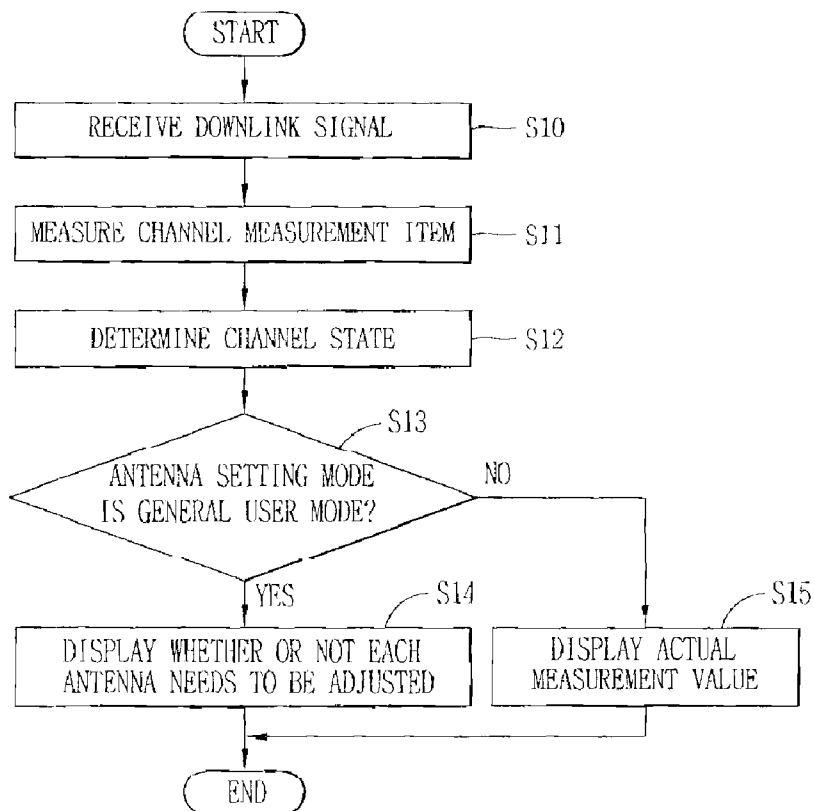 START
RECEIVE DOWNLINK SIGNAL
S10
MEASURE CHANNEL MEASUREMENT ITEM
S11
DETERMINE CHANNEL STATE
S12
S13
ANTENNA SETTING MODE
IS GENERAL USER MODE?
NO
YES
S14
DISPLAY WHETHER OR NOT EACH
ANTENNA NEEDS TO BE ADJUSTED
S15
DISPLAY ACTUAL
MEASUREMENT VALUE
END